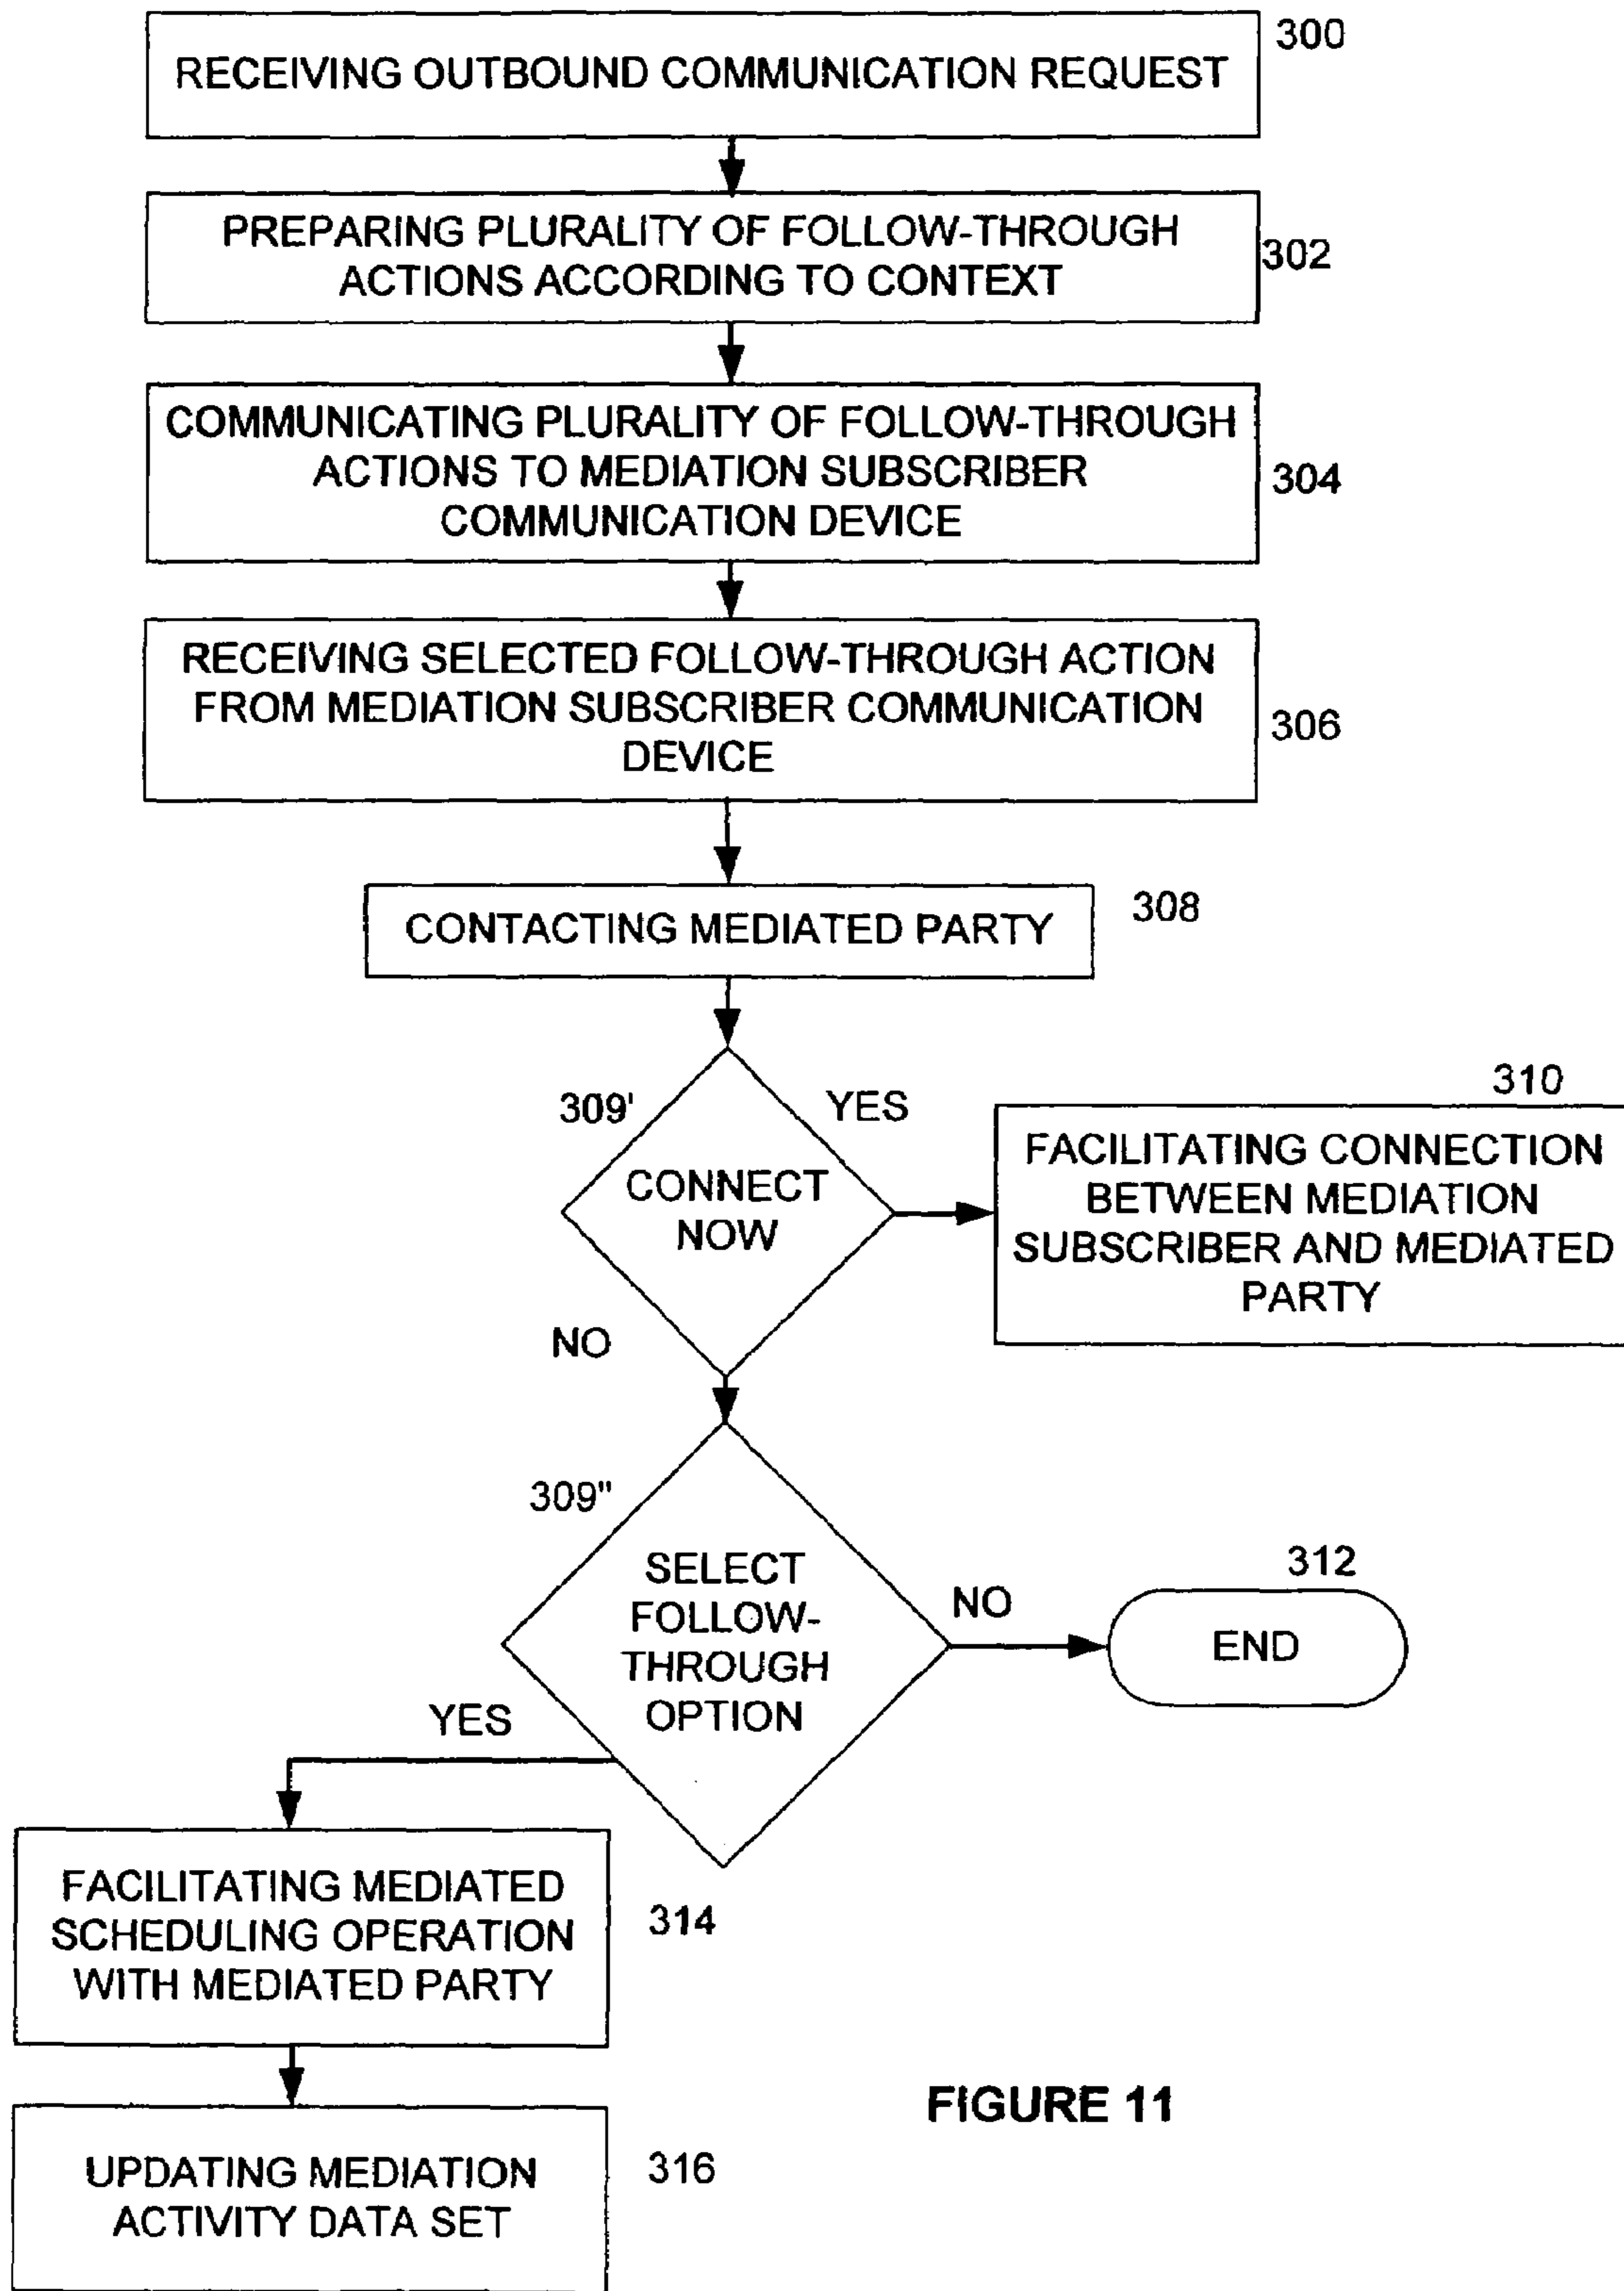 300
RECEIVING OUTBOUND COMMUNICATION REQUEST
PREPARING PLURALITY OF FOLLOW-THROUGH
ACTIONS ACCORDING TO CONTEXT
302
COMMUNICATING PLURALITY OF FOLLOW-THROUGH
ACTIONS TO MEDIATION SUBSCRIBER
COMMUNICATION DEVICE
304
RECEIVING SELECTED FOLLOW-THROUGH ACTION
FROM MEDIATION SUBSCRIBER COMMUNICATION
DEVICE
306
CONTACTING MEDIATED PARTY
308
309'
YES
CONNECT
NOW
NO
310
FACILITATING CONNECTION
BETWEEN MEDIATION
SUBSCRIBER AND MEDIATED
PARTY
309"
SELECT
FOLLOW-
THROUGH
OPTION
NO
312
END
YES
FACILITATING MEDIATED
SCHEDULING OPERATION
WITH MEDIATED PARTY
314
UPDATING MEDIATION
ACTIVITY DATA SET
316
FIGURE 11